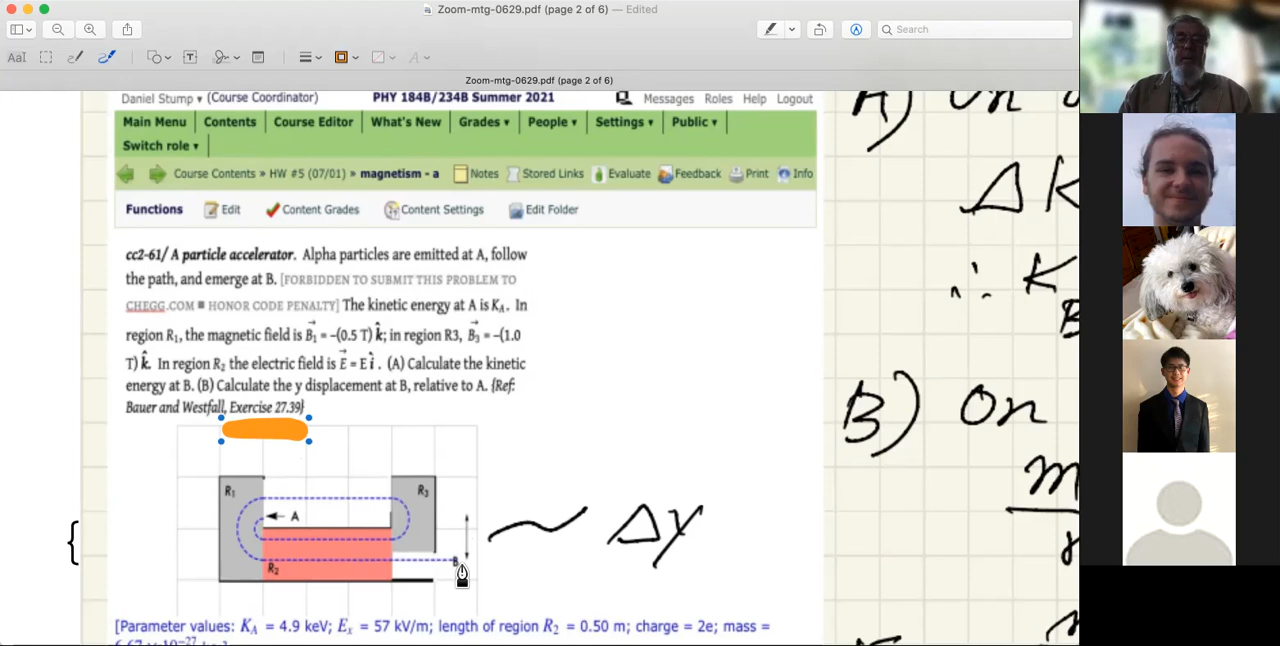 Zoom-mtg-0629.pdf (page 2 of 6) — Edited
Search
AaI
T
A
Zoom-mtg-0629.pdf (page 2 of 6)
Daniel Stump ▾ (Course Coordinator) PHY 184B/234B Summer 2021 Messages Roles Help Logout
Main Menu Contents Course Editor What's New Grades ▾ People ▾ Settings ▾ Public ▾
Switch role ▾
Course Contents » HW #5 (07/01) » magnetism - a Notes Stored Links Evaluate Feedback Print Info
Functions Edit Content Grades Content Settings Edit Folder
cc2-61/ A particle accelerator. Alpha particles are emitted at A, follow
the path, and emerge at B. [FORBIDDEN TO SUBMIT THIS PROBLEM TO
CHEGG.COM ■ HONOR CODE PENALTY] The kinetic energy at A is K_A. In
region R₁, the magnetic field is B⃗₁ = –(0.5 T) k̂; in region R3, B⃗₃ = –(1.0
T) k̂. In region R₂ the electric field is E⃗ = E î. (A) Calculate the kinetic
energy at B. (B) Calculate the y displacement at B, relative to A. {Ref:
Bauer and Westfall, Exercise 27.39}
R₁
R₃
A
B
R₂
Δy
[Parameter values: K_A = 4.9 keV; E_x = 57 kV/m; length of region R₂ = 0.50 m; charge = 2e; mass =
A) On
ΔK
∴ K_B
B) On
m